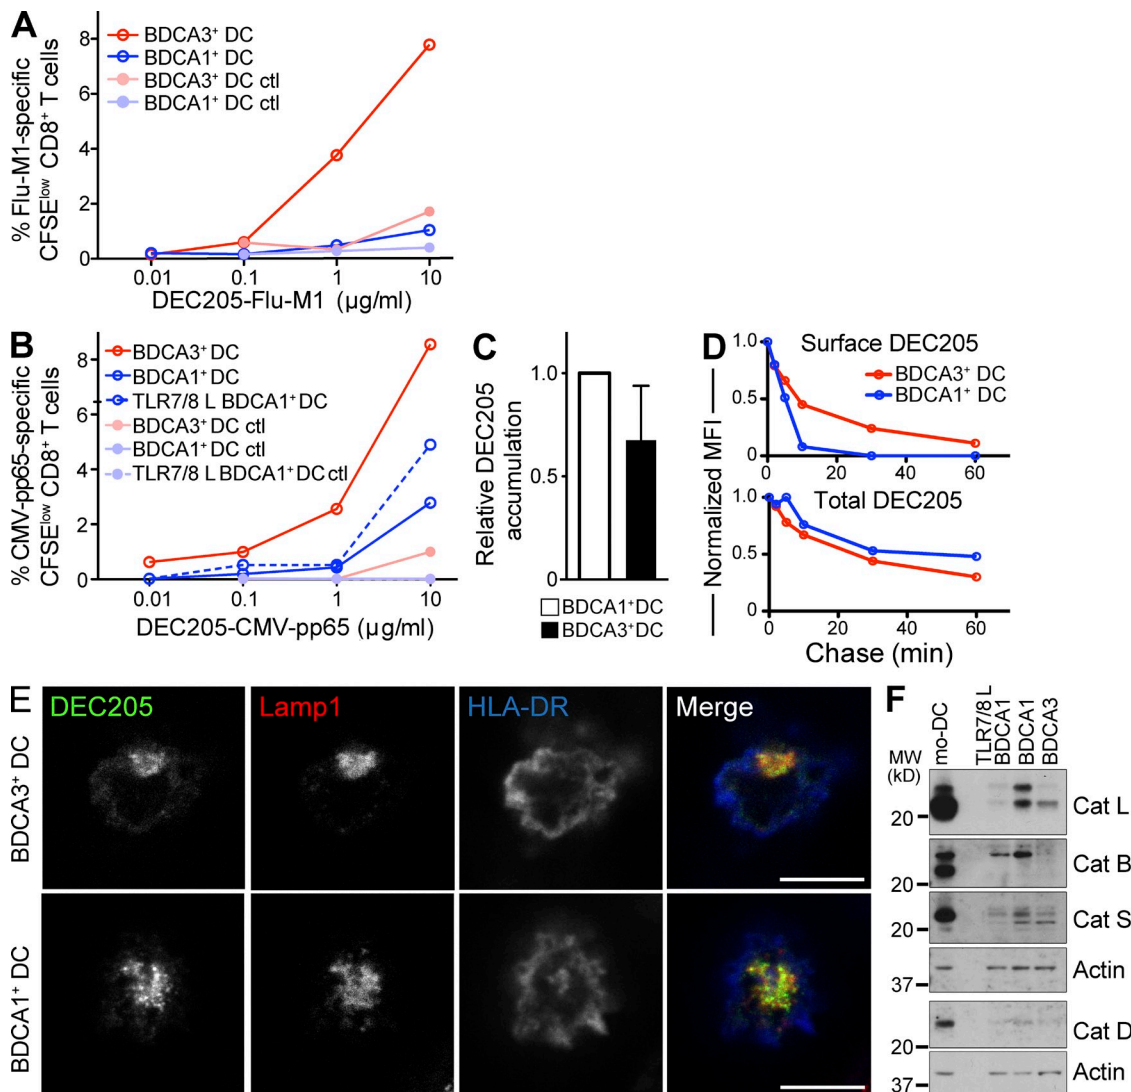 A
% Flu-M1-specific
CFSElow CD8+ T cells
8
6
4
2
0
BDCA3+ DC
BDCA1+ DC
BDCA3+ DC ctl
BDCA1+ DC ctl
0.01 0.1 1 10
DEC205-Flu-M1 (µg/ml)
B
% CMV-pp65-specific
CFSElow CD8+ T cells
8
6
4
2
0
BDCA3+ DC
BDCA1+ DC
TLR7/8 L BDCA1+ DC
BDCA3+ DC ctl
BDCA1+ DC ctl
TLR7/8 L BDCA1+ DC ctl
0.01 0.1 1 10
DEC205-CMV-pp65 (µg/ml)
C
Relative DEC205
accumulation
1.0
0.5
0
BDCA1+DC
BDCA3+DC
D
Normalized MFI
Surface DEC205
BDCA3+ DC
BDCA1+ DC
1.0
0.5
0
0 20 40 60
Total DEC205
1.0
0.5
0
0 20 40 60
Chase (min)
E
DEC205 Lamp1 HLA-DR Merge
BDCA3+ DC
BDCA1+ DC
F
MW
(kD)
mo-DC
TLR7/8 L
BDCA1
BDCA1
BDCA3
20 Cat L
20 Cat B
20 Cat S
37 Actin
20 Cat D
37 Actin